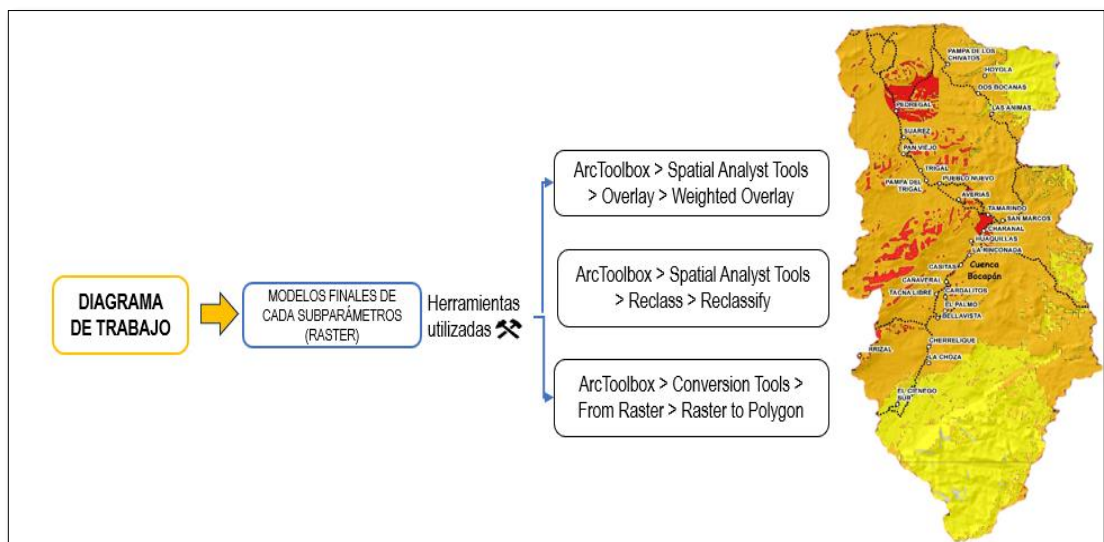 DIAGRAMA
DE TRABAJO
MODELOS FINALES DE
CADA SUBPARÁMETROS
(RASTER)
Herramientas
utilizadas
ArcToolbox > Spatial Analyst Tools
> Overlay > Weighted Overlay
ArcToolbox > Spatial Analyst Tools
> Reclass > Reclassify
ArcToolbox > Conversion Tools >
From Raster > Raster to Polygon
PAMPA DE LOS
CHIVATOS
HOYOLA
DOS BOCANAS
LAS ANIMAS
PEDREGAL
SUAREZ
PAN VIEJO
TRIGAL
PAMPA DEL
TRIGAL
PUEBLO NUEVO
AVERIAS
TAMARINDO
SAN MARCOS
CHARANAL
HUAQUILLAS
LA RINCONADA
CASITAS
Cuenca
Bocapán
CAÑAVERAL
TACNA LIBRE
CARDALITOS
EL PALMO
BELLAVISTA
CHERRELIQUE
RRIZAL
LA CHOZA
EL CIENEGO
SUR